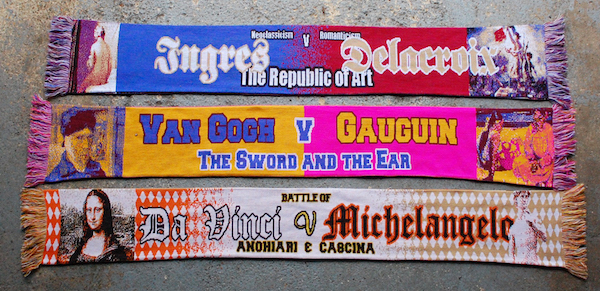 Neoclassicism V Romanticism
Ingres Delacroix
The Republic of Art
VAN GOGH V GAUGUIN
THE SWORD AND THE EAR
BATTLE OF
Da Vinci V Michelangelo
ANGHIARI & CASCINA